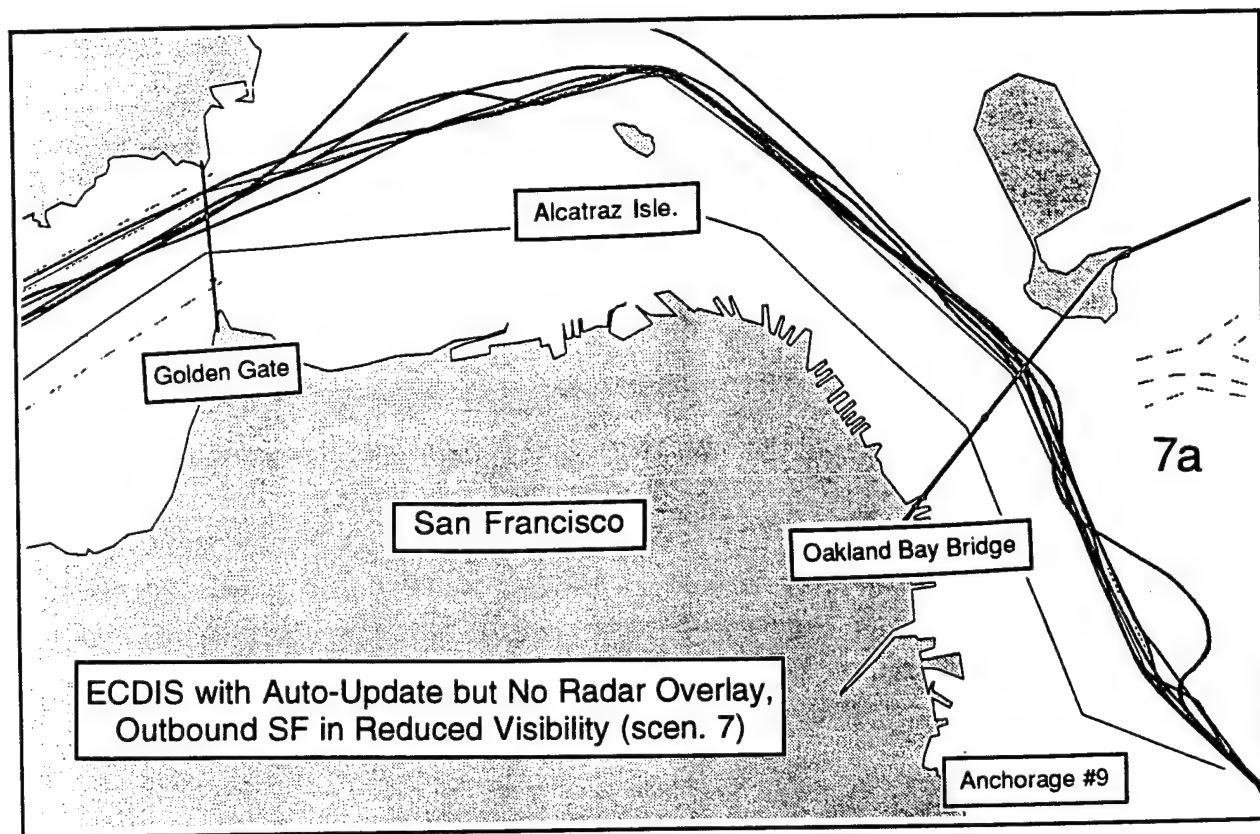 Alcatraz Isle.
Golden Gate
7a
San Francisco
Oakland Bay Bridge
ECDIS with Auto-Update but No Radar Overlay,
Outbound SF in Reduced Visibility (scen. 7)
Anchorage #9